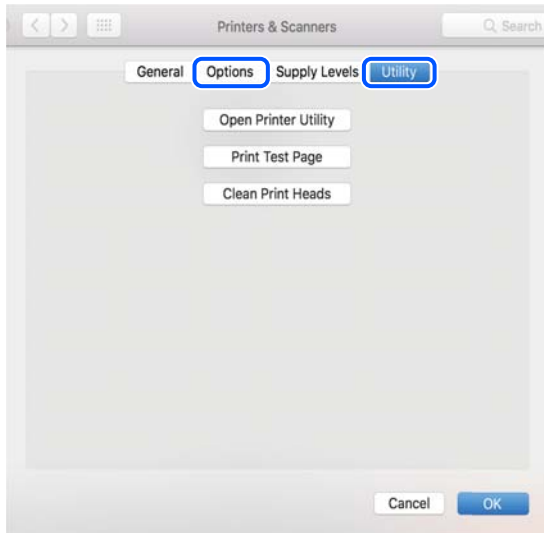 Printers & Scanners Search
General Options Supply Levels Utility
Open Printer Utility
Print Test Page
Clean Print Heads
Cancel OK